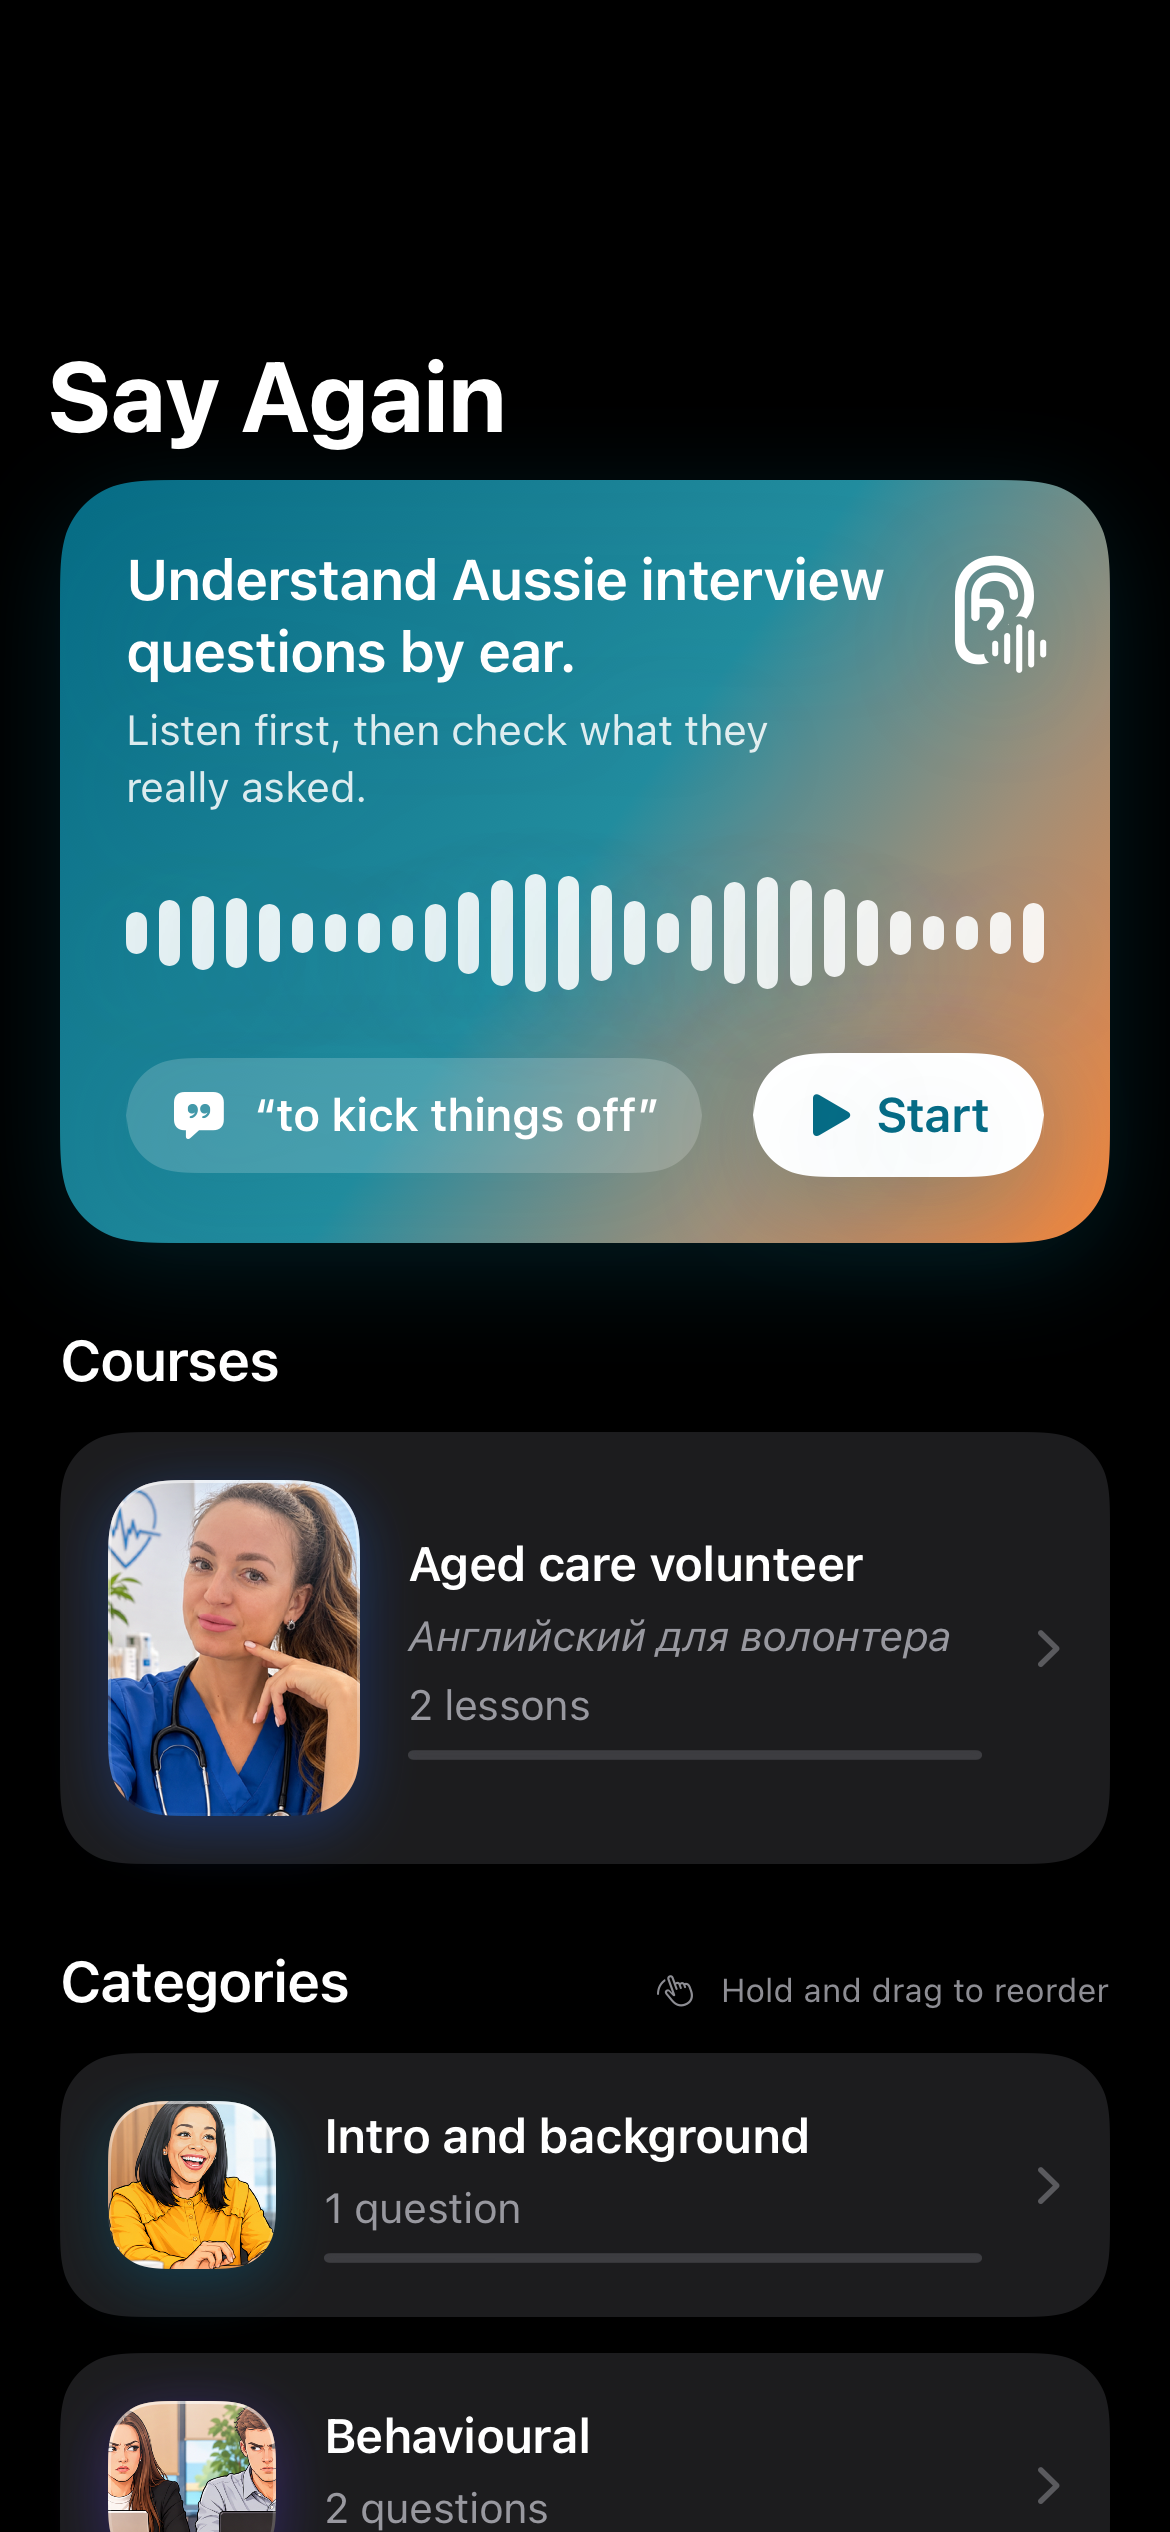 Say Again
Understand Aussie interview
questions by ear.
Listen first, then check what they
really asked.
“to kick things off”
Start
Courses
Aged care volunteer
Английский для волонтера
2 lessons
Categories
Hold and drag to reorder
Intro and background
1 question
Behavioural
2 questions